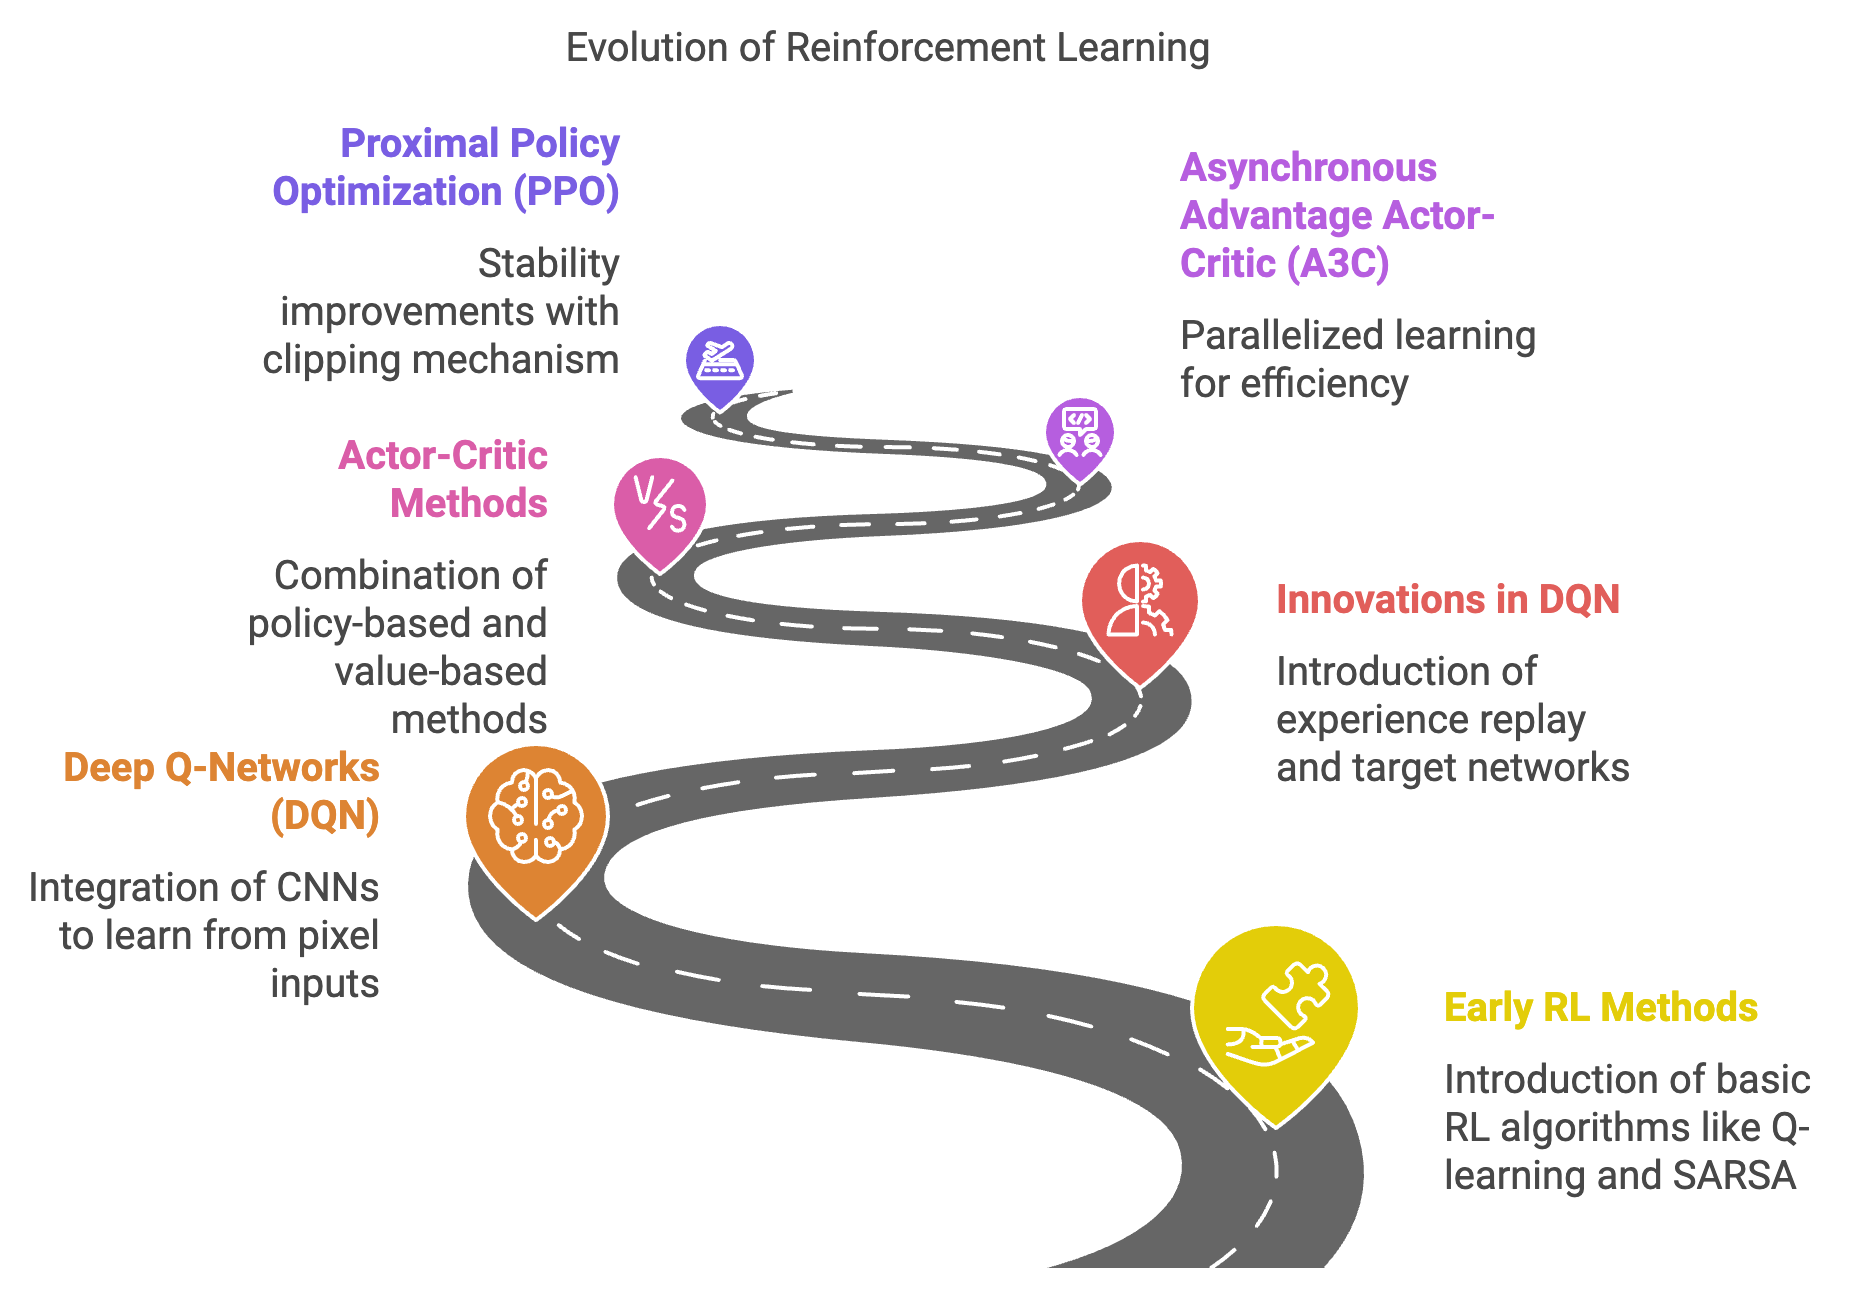 Evolution of Reinforcement Learning
Proximal Policy
Optimization (PPO)
Stability
improvements with
clipping mechanism
Asynchronous
Advantage Actor-
Critic (A3C)
Parallelized learning
for efficiency
Actor-Critic
Methods
Combination of
policy-based and
value-based
methods
V/S
Innovations in DQN
Introduction of
experience replay
and target networks
Deep Q-Networks
(DQN)
Integration of CNNs
to learn from pixel
inputs
Early RL Methods
Introduction of basic
RL algorithms like Q-
learning and SARSA